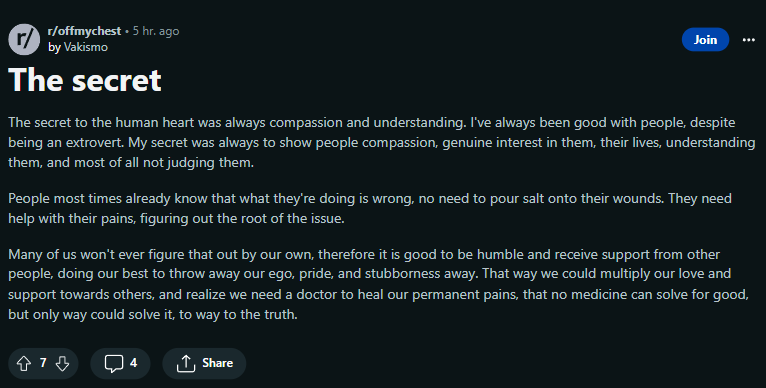 r/offmychest • 5 hr. ago
by Vakismo
Join
The secret
The secret to the human heart was always compassion and understanding. I've always been good with people, despite
being an extrovert. My secret was always to show people compassion, genuine interest in them, their lives, understanding
them, and most of all not judging them.
People most times already know that what they're doing is wrong, no need to pour salt onto their wounds. They need
help with their pains, figuring out the root of the issue.
Many of us won't ever figure that out by our own, therefore it is good to be humble and receive support from other
people, doing our best to throw away our ego, pride, and stubborness away. That way we could multiply our love and
support towards others, and realize we need a doctor to heal our permanent pains, that no medicine can solve for good,
but only way could solve it, to way to the truth.
7
4
Share